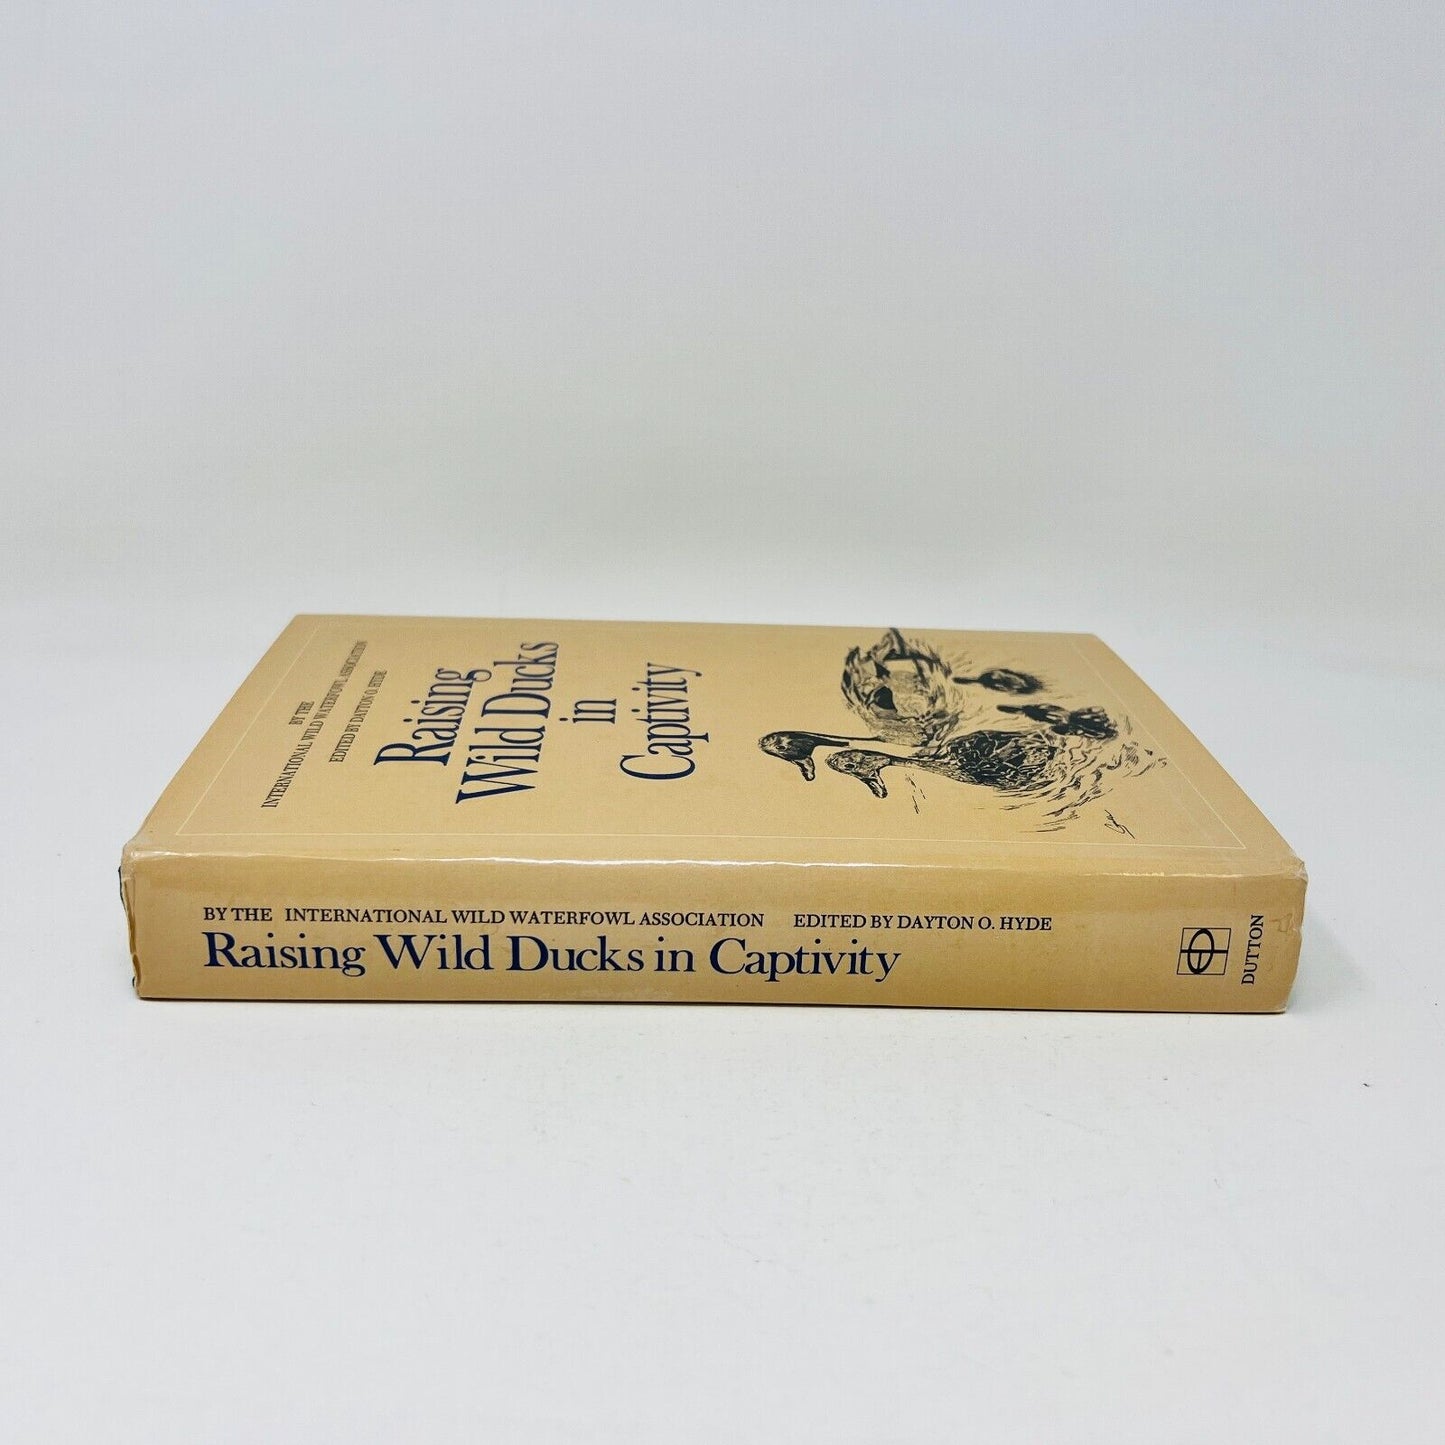 BY THE
INTERNATIONAL WILD WATERFOWL ASSOCIATION
EDITED BY DAYTON O. HYDE
Raising
Wild Ducks
in
Captivity
BY THE INTERNATIONAL WILD WATERFOWL ASSOCIATION EDITED BY DAYTON O. HYDE
Raising Wild Ducks in Captivity
DUTTON